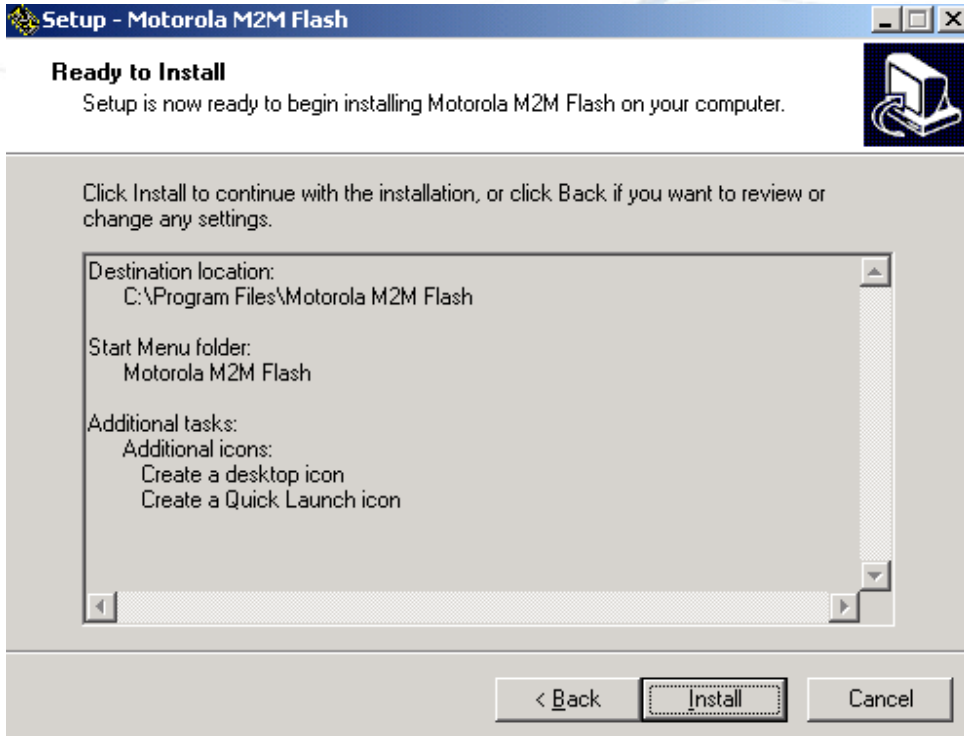 Setup - Motorola M2M Flash
Ready to Install
Setup is now ready to begin installing Motorola M2M Flash on your computer.
Click Install to continue with the installation, or click Back if you want to review or
change any settings.
Destination location:
C:\Program Files\Motorola M2M Flash
Start Menu folder:
Motorola M2M Flash
Additional tasks:
Additional icons:
Create a desktop icon
Create a Quick Launch icon
< Back
Install
Cancel